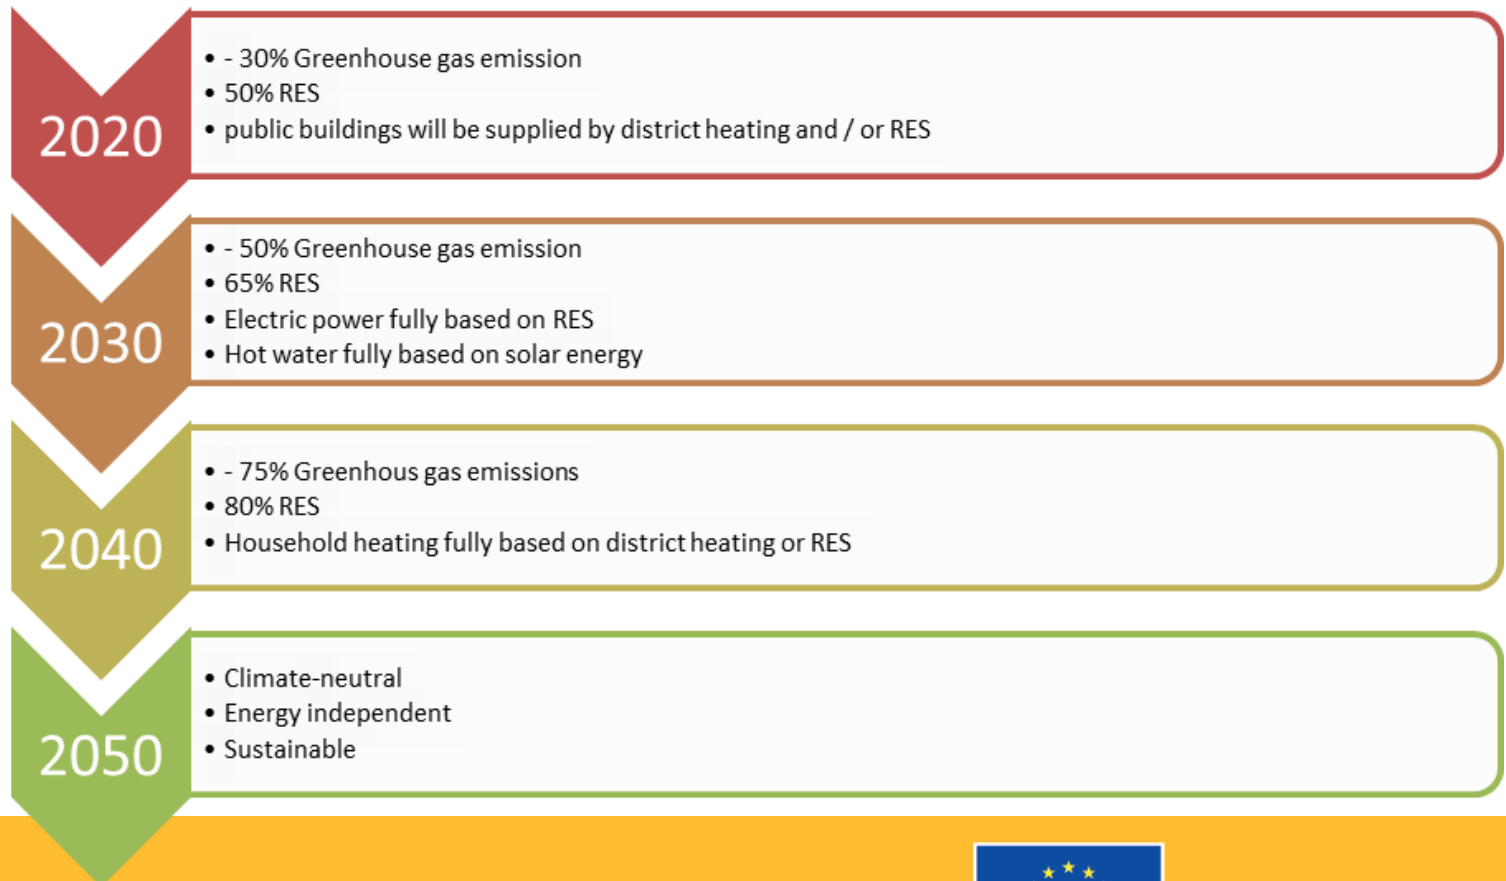 2020
• - 30% Greenhouse gas emission
• 50% RES
• public buildings will be supplied by district heating and / or RES
2030
• - 50% Greenhouse gas emission
• 65% RES
• Electric power fully based on RES
• Hot water fully based on solar energy
2040
• - 75% Greenhous gas emissions
• 80% RES
• Household heating fully based on district heating or RES
2050
• Climate-neutral
• Energy independent
• Sustainable